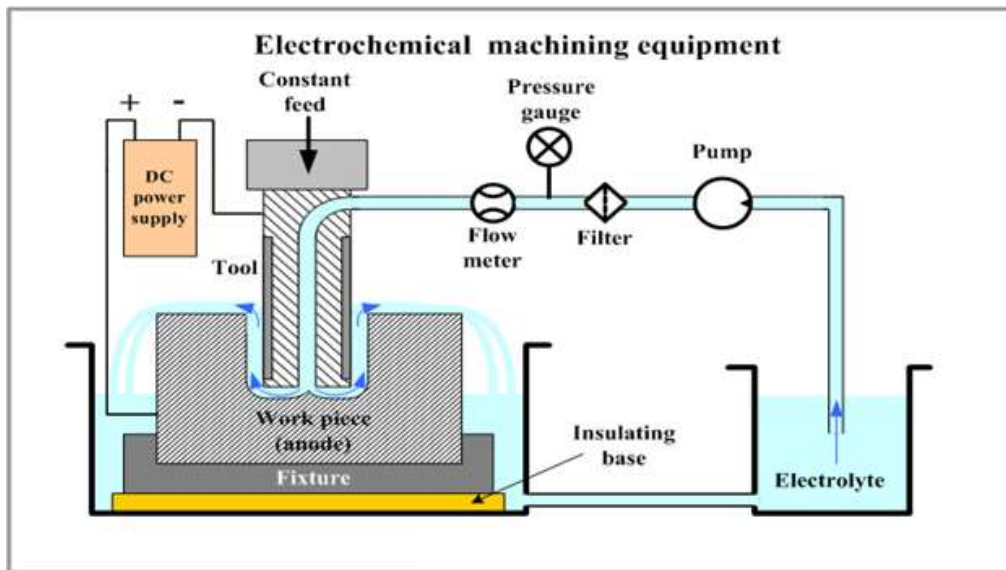 Electrochemical machining equipment
Constant
feed
+ -
DC
power
supply
Pressure
gauge
Pump
Flow
meter
Filter
Tool
Work piece
(anode)
Fixture
Insulating
base
Electrolyte